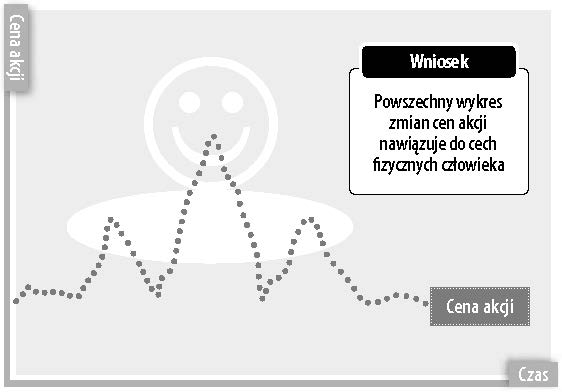 Cena akcji
Wniosek
Powszechny wykres
zmian cen akcji
nawiązuje do cech
fizycznych człowieka
Cena akcji
Czas